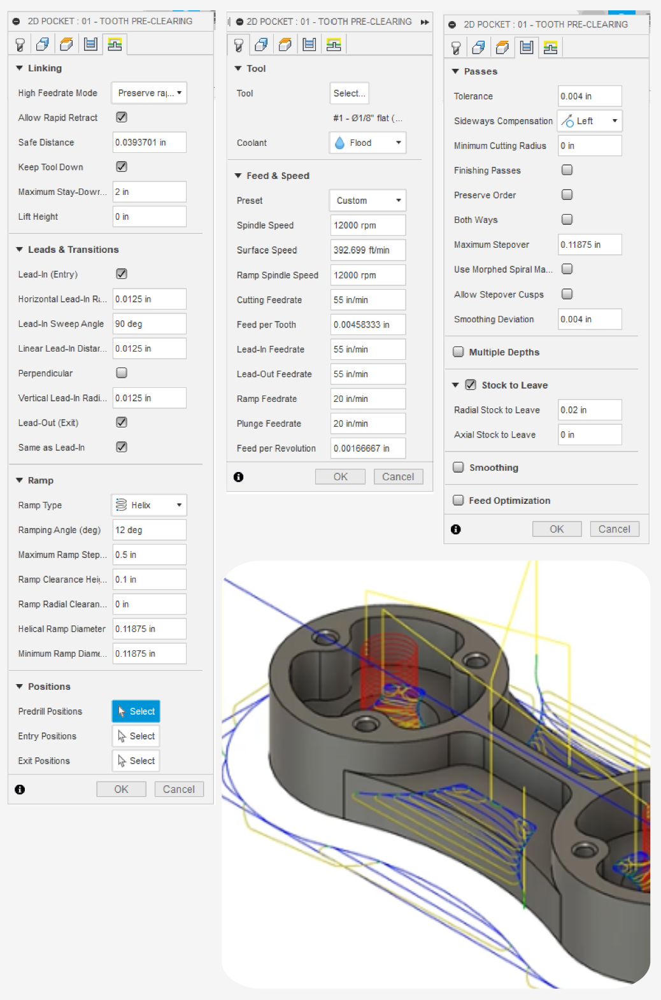 2D POCKET : 01 - TOOTH PRE-CLEARING
Linking
High Feedrate Mode Preserve raj...
Allow Rapid Retract
Safe Distance 0.0393701 in
Keep Tool Down
Maximum Stay-Dowr... 2 in
Lift Height 0 in
Leads & Transitions
Lead-In (Entry)
Horizontal Lead-In Ra... 0.0125 in
Lead-In Sweep Angle 90 deg
Linear Lead-In Distar... 0.0125 in
Perpendicular
Vertical Lead-In Radi... 0.0125 in
Lead-Out (Exit)
Same as Lead-In
Ramp
Ramp Type Helix
Ramping Angle (deg) 12 deg
Maximum Ramp Step... 0.5 in
Ramp Clearance Hei... 0.1 in
Ramp Radial Clearan... 0 in
Helical Ramp Diameter 0.11875 in
Minimum Ramp Diame... 0.11875 in
Positions
Predrill Positions Select
Entry Positions Select
Exit Positions Select
OK Cancel
2D POCKET : 01 - TOOTH PRE-CLEARING
Tool
Tool Select...
#1 - Ø1/8" flat (...
Coolant Flood
Feed & Speed
Preset Custom
Spindle Speed 12000 rpm
Surface Speed 392.699 ft/min
Ramp Spindle Speed 12000 rpm
Cutting Feedrate 55 in/min
Feed per Tooth 0.00458333 in
Lead-In Feedrate 55 in/min
Lead-Out Feedrate 55 in/min
Ramp Feedrate 20 in/min
Plunge Feedrate 20 in/min
Feed per Revolution 0.00166667 in
OK Cancel
2D POCKET : 01 - TOOTH PRE-CLEARING
Passes
Tolerance 0.004 in
Sideways Compensation Left
Minimum Cutting Radius 0 in
Finishing Passes
Preserve Order
Both Ways
Maximum Stepover 0.11875 in
Use Morphed Spiral Ma...
Allow Stepover Cusps
Smoothing Deviation 0.004 in
Multiple Depths
Stock to Leave
Radial Stock to Leave 0.02 in
Axial Stock to Leave 0 in
Smoothing
Feed Optimization
OK Cancel